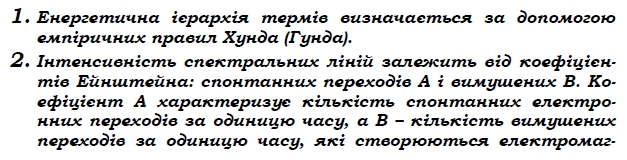 1. Енергетична ієрархія термів визначається за допомогою
емпіричних правил Хунда (Гунда).
2. Інтенсивність спектральних ліній залежить від коефіцієн-
тів Ейнштейна: спонтанних переходів А і вимушених В. Ко-
ефіцієнт А характеризує кількість спонтанних електро-
нних переходів за одиницю часу, а В – кількість вимушених
переходів за одиницю часу, які створюються електромаг-